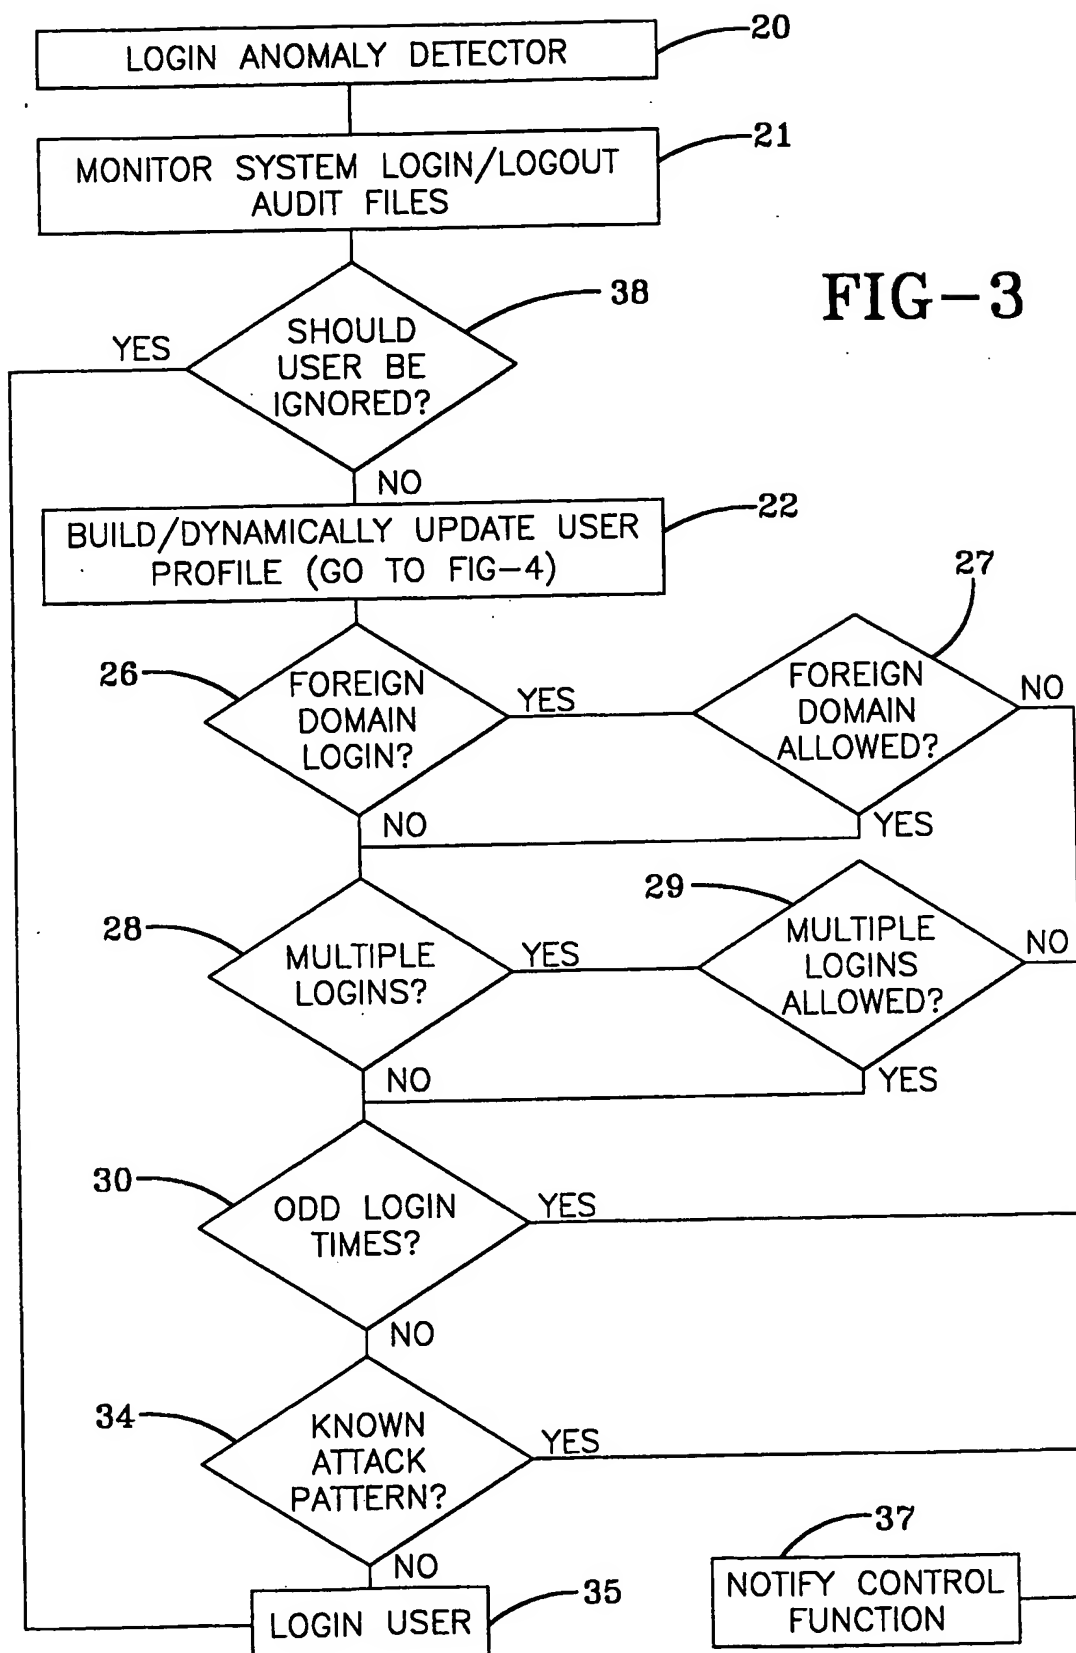 20
LOGIN ANOMALY DETECTOR
21
MONITOR SYSTEM LOGIN/LOGOUT
AUDIT FILES
FIG-3
38
YES
SHOULD
USER BE
IGNORED?
NO
22
BUILD/DYNAMICALLY UPDATE USER
PROFILE (GO TO FIG-4)
27
26
FOREIGN
DOMAIN
LOGIN?
YES
FOREIGN
DOMAIN
ALLOWED?
NO
NO
YES
29
28
MULTIPLE
LOGINS?
YES
MULTIPLE
LOGINS
ALLOWED?
NO
NO
YES
30
ODD LOGIN
TIMES?
YES
NO
34
KNOWN
ATTACK
PATTERN?
YES
NO
37
35
LOGIN USER
NOTIFY CONTROL
FUNCTION